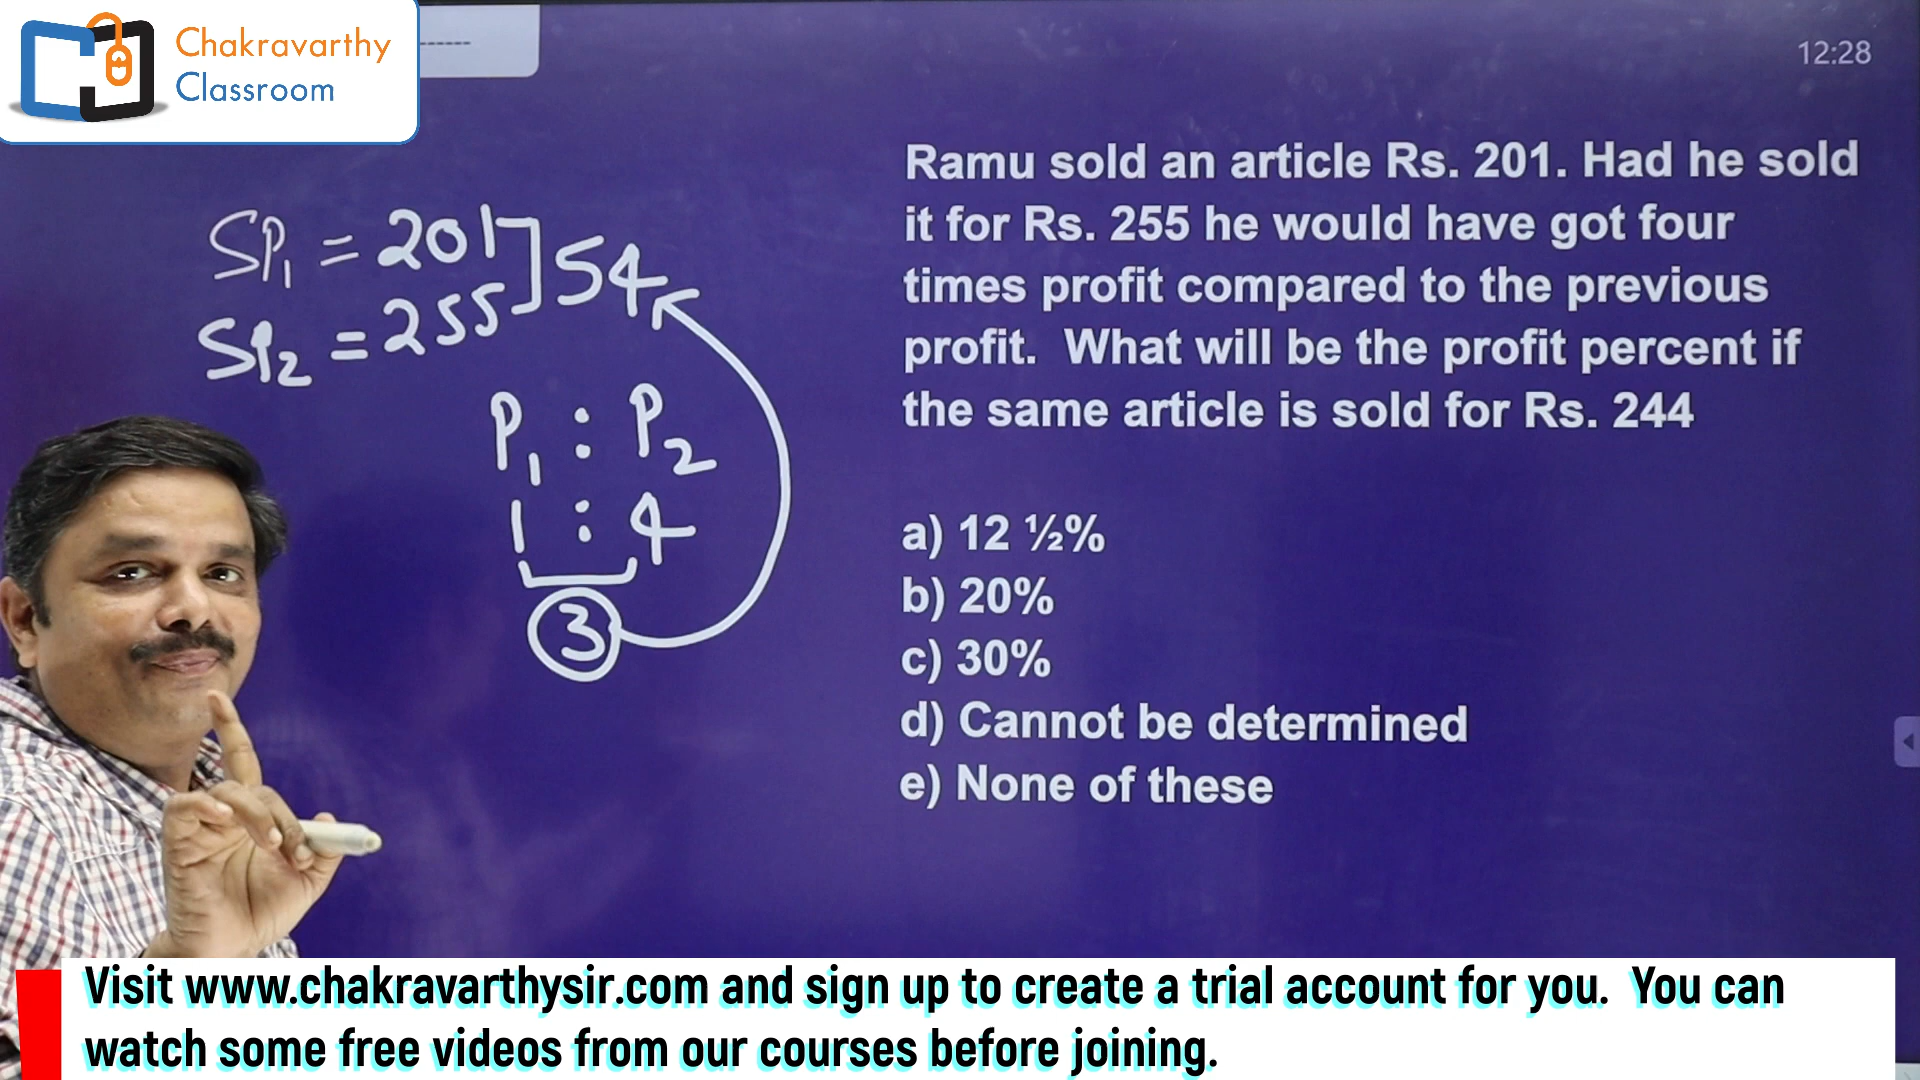 Chakravarthy
Classroom
12:28
SP₁ = 201
SP₂ = 255
54
P₁ : P₂
1 : 4
3
Ramu sold an article Rs. 201. Had he sold
it for Rs. 255 he would have got four
times profit compared to the previous
profit. What will be the profit percent if
the same article is sold for Rs. 244
a) 12 ½%
b) 20%
c) 30%
d) Cannot be determined
e) None of these
Visit www.chakravarthysir.com and sign up to create a trial account for you. You can
watch some free videos from our courses before joining.